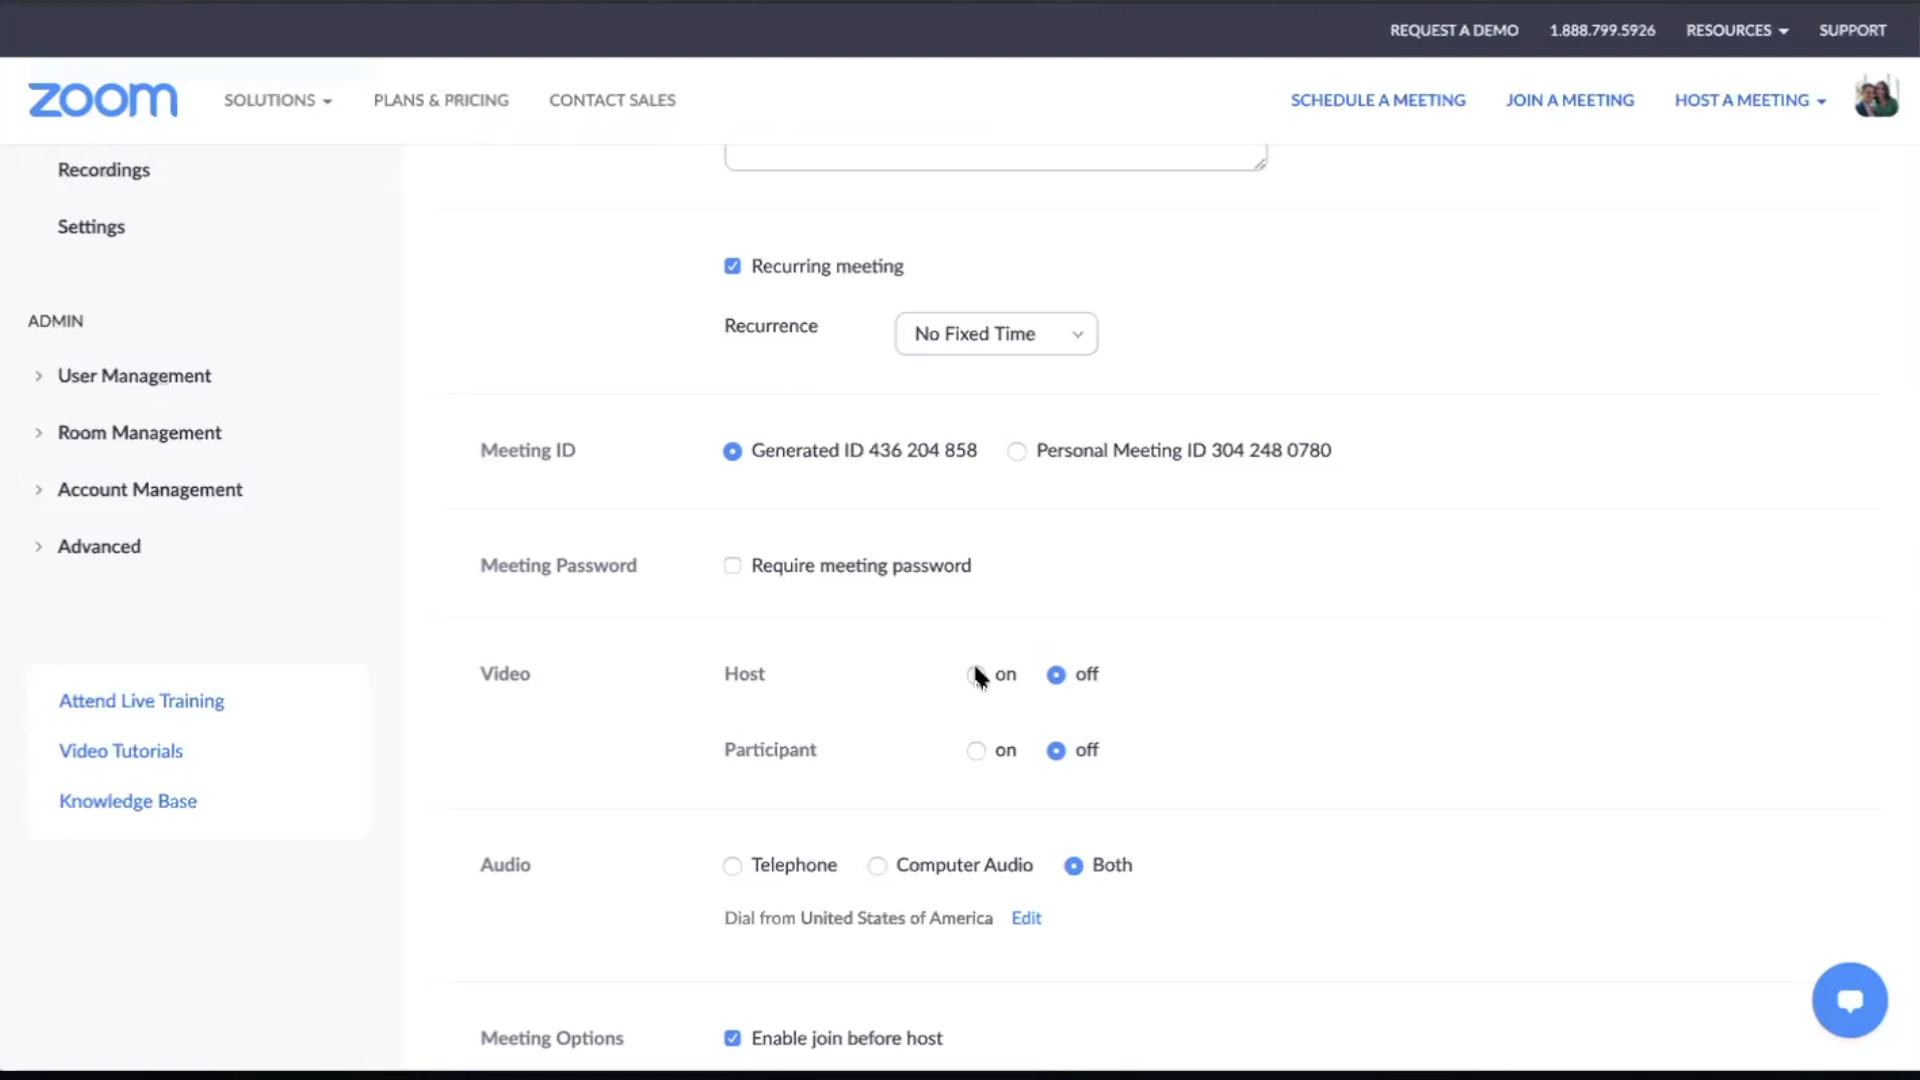 REQUEST A DEMO 1.888.799.5926 RESOURCES SUPPORT
zoom SOLUTIONS PLANS & PRICING CONTACT SALES SCHEDULE A MEETING JOIN A MEETING HOST A MEETING
Recordings
Settings
ADMIN
User Management
Room Management
Account Management
Advanced
Attend Live Training
Video Tutorials
Knowledge Base
Recurring meeting
Recurrence No Fixed Time
Meeting ID Generated ID 436 204 858 Personal Meeting ID 304 248 0780
Meeting Password Require meeting password
Video Host on off
Participant on off
Audio Telephone Computer Audio Both
Dial from United States of America Edit
Meeting Options Enable join before host